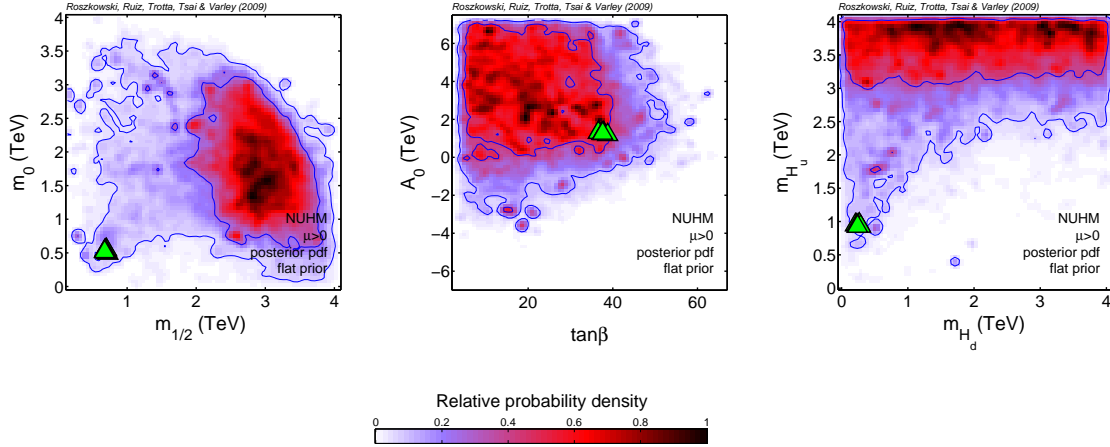 Roszkowski, Ruiz, Trotta, Tsai & Varley (2009)
m_0 (TeV)
4
3.5
3
2.5
2
1.5
1
0.5
0
NUHM
μ>0
posterior pdf
flat prior
1 2 3 4
m_1/2 (TeV)
Roszkowski, Ruiz, Trotta, Tsai & Varley (2009)
A_0 (TeV)
6
4
2
0
−2
−4
−6
NUHM
μ>0
posterior pdf
flat prior
20 40 60
tanβ
Roszkowski, Ruiz, Trotta, Tsai & Varley (2009)
m_H_u (TeV)
4
3.5
3
2.5
2
1.5
1
0.5
0
NUHM
μ>0
posterior pdf
flat prior
0 1 2 3 4
m_H_d (TeV)
Relative probability density
0 0.2 0.4 0.6 0.8 1